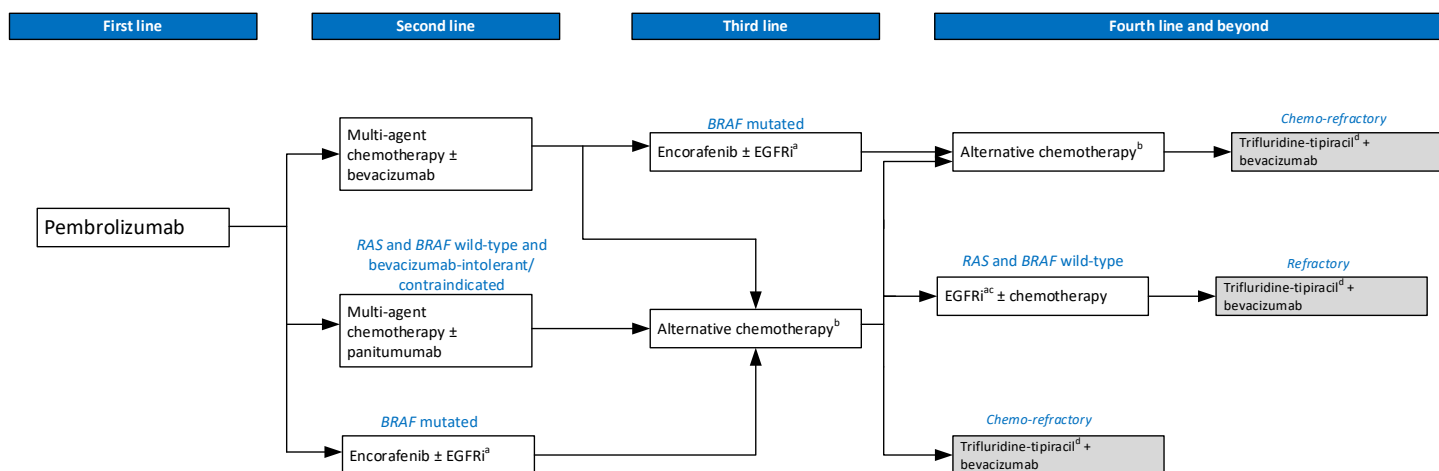 First line
Second line
Third line
Fourth line and beyond
Pembrolizumab
Multi-agent
chemotherapy ±
bevacizumab
RAS and BRAF wild-type and
bevacizumab-intolerant/
contraindicated
Multi-agent
chemotherapy ±
panitumumab
BRAF mutated
Encorafenib ± EGFRiᵃ
BRAF mutated
Encorafenib ± EGFRiᵃ
Alternative chemotherapyᵇ
Alternative chemotherapyᵇ
Chemo-refractory
Trifluridine-tipiracilᵈ +
bevacizumab
RAS and BRAF wild-type
EGFRiᵃᶜ ± chemotherapy
Refractory
Trifluridine-tipiracilᵈ +
bevacizumab
Chemo-refractory
Trifluridine-tipiracilᵈ +
bevacizumab